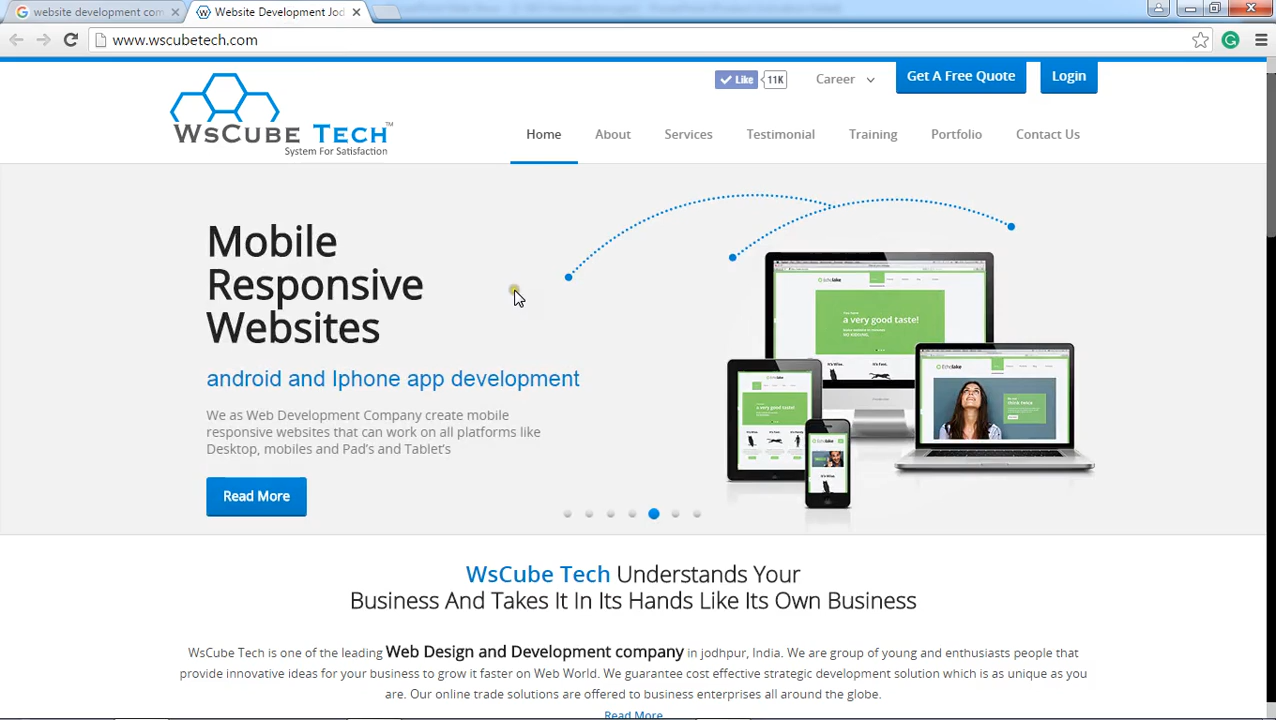 website development com
Website Development Jod
www.wscubetech.com
WsCube Tech™
System For Satisfaction
Like 11K
Career
Get A Free Quote
Login
Home About Services Testimonial Training Portfolio Contact Us
Mobile
Responsive
Websites
android and Iphone app development
We as Web Development Company create mobile
responsive websites that can work on all platforms like
Desktop, mobiles and Pad's and Tablet's
Read More
a very good taste!
WsCube Tech Understands Your
Business And Takes It In Its Hands Like Its Own Business
WsCube Tech is one of the leading Web Design and Development company in jodhpur, India. We are group of young and enthusiasts people that
provide innovative ideas for your business to grow it faster on Web World. We guarantee cost effective strategic development solution which is as unique as you
are. Our online trade solutions are offered to business enterprises all around the globe.
Read More